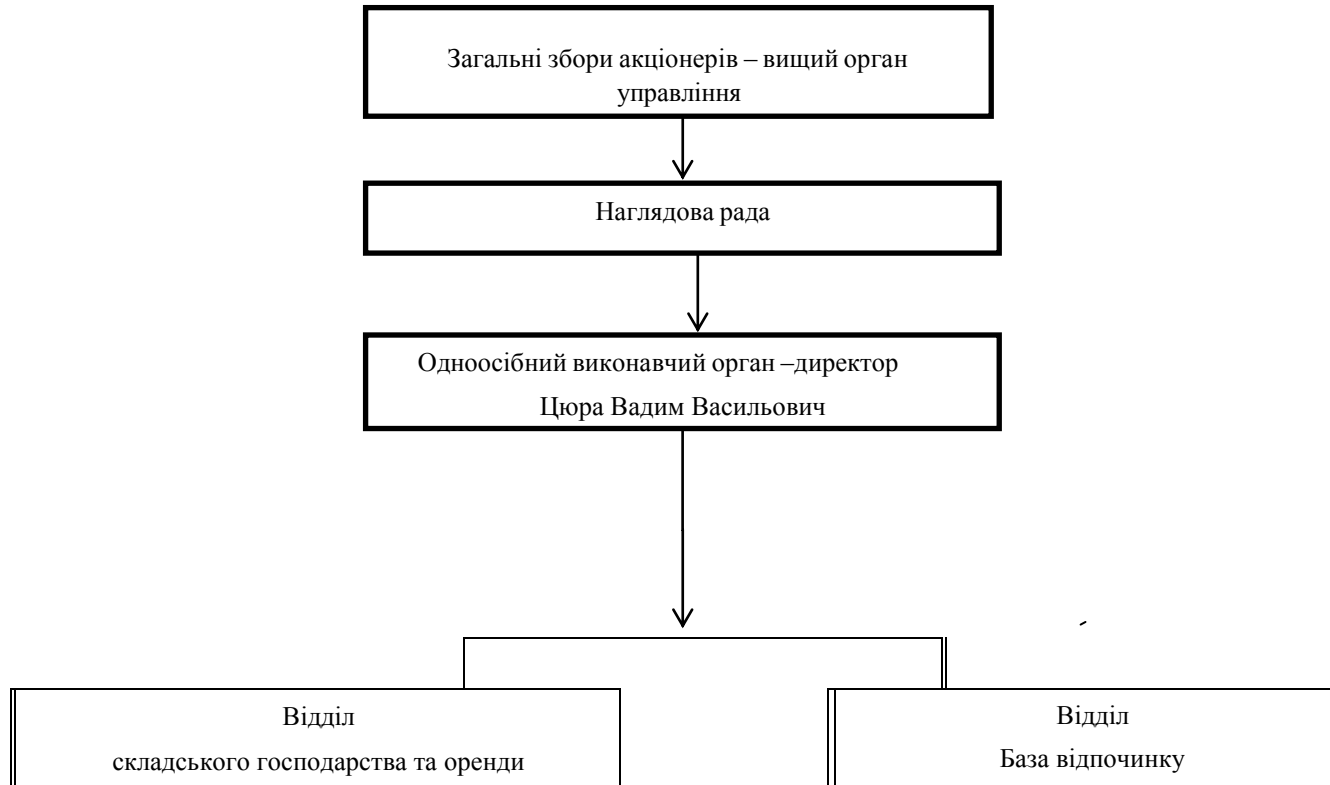 Загальні збори акціонерів – вищий орган
управління
Наглядова рада
Одноосібний виконавчий орган –директор
Цюра Вадим Васильович
Відділ
складського господарства та оренди
Відділ
База відпочинку